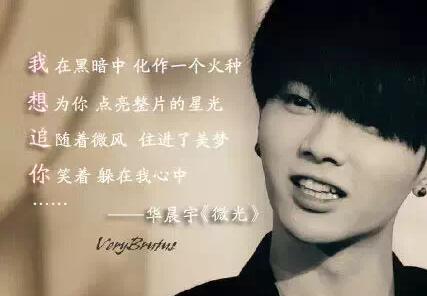 我在黑暗中 化作一个火种
想为你 点亮整片的星光
追随着微风 住进了美梦
你笑着 躲在我心中
……
——华晨宇《微光》
VeryBrutus